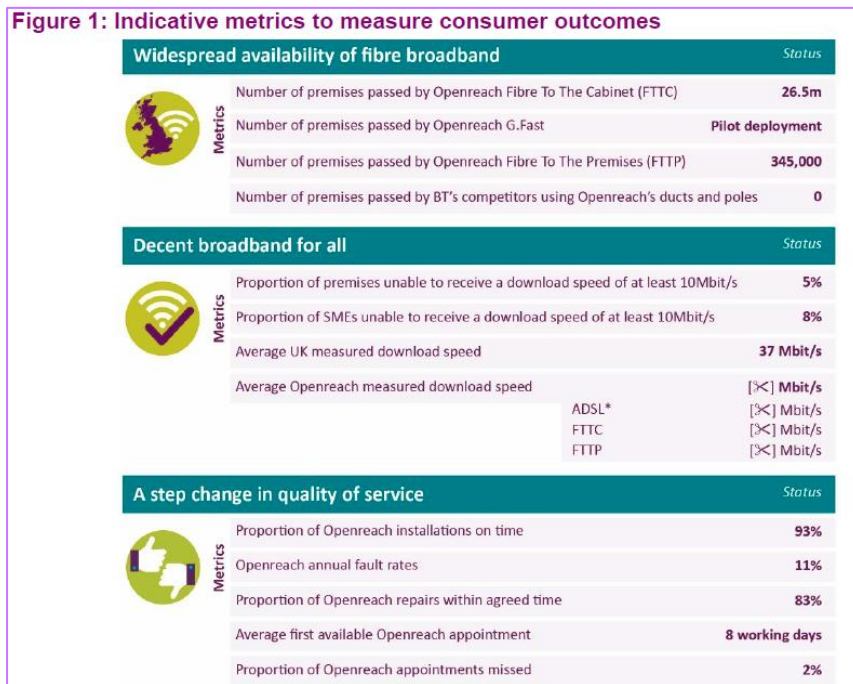 Figure 1: Indicative metrics to measure consumer outcomes
Widespread availability of fibre broadband Status
Metrics
Number of premises passed by Openreach Fibre To The Cabinet (FTTC) 26.5m
Number of premises passed by Openreach G.Fast Pilot deployment
Number of premises passed by Openreach Fibre To The Premises (FTTP) 345,000
Number of premises passed by BT's competitors using Openreach's ducts and poles 0
Decent broadband for all Status
Metrics
Proportion of premises unable to receive a download speed of at least 10Mbit/s 5%
Proportion of SMEs unable to receive a download speed of at least 10Mbit/s 8%
Average UK measured download speed 37 Mbit/s
Average Openreach measured download speed [✂] Mbit/s
ADSL* [✂] Mbit/s
FTTC [✂] Mbit/s
FTTP [✂] Mbit/s
A step change in quality of service Status
Metrics
Proportion of Openreach installations on time 93%
Openreach annual fault rates 11%
Proportion of Openreach repairs within agreed time 83%
Average first available Openreach appointment 8 working days
Proportion of Openreach appointments missed 2%